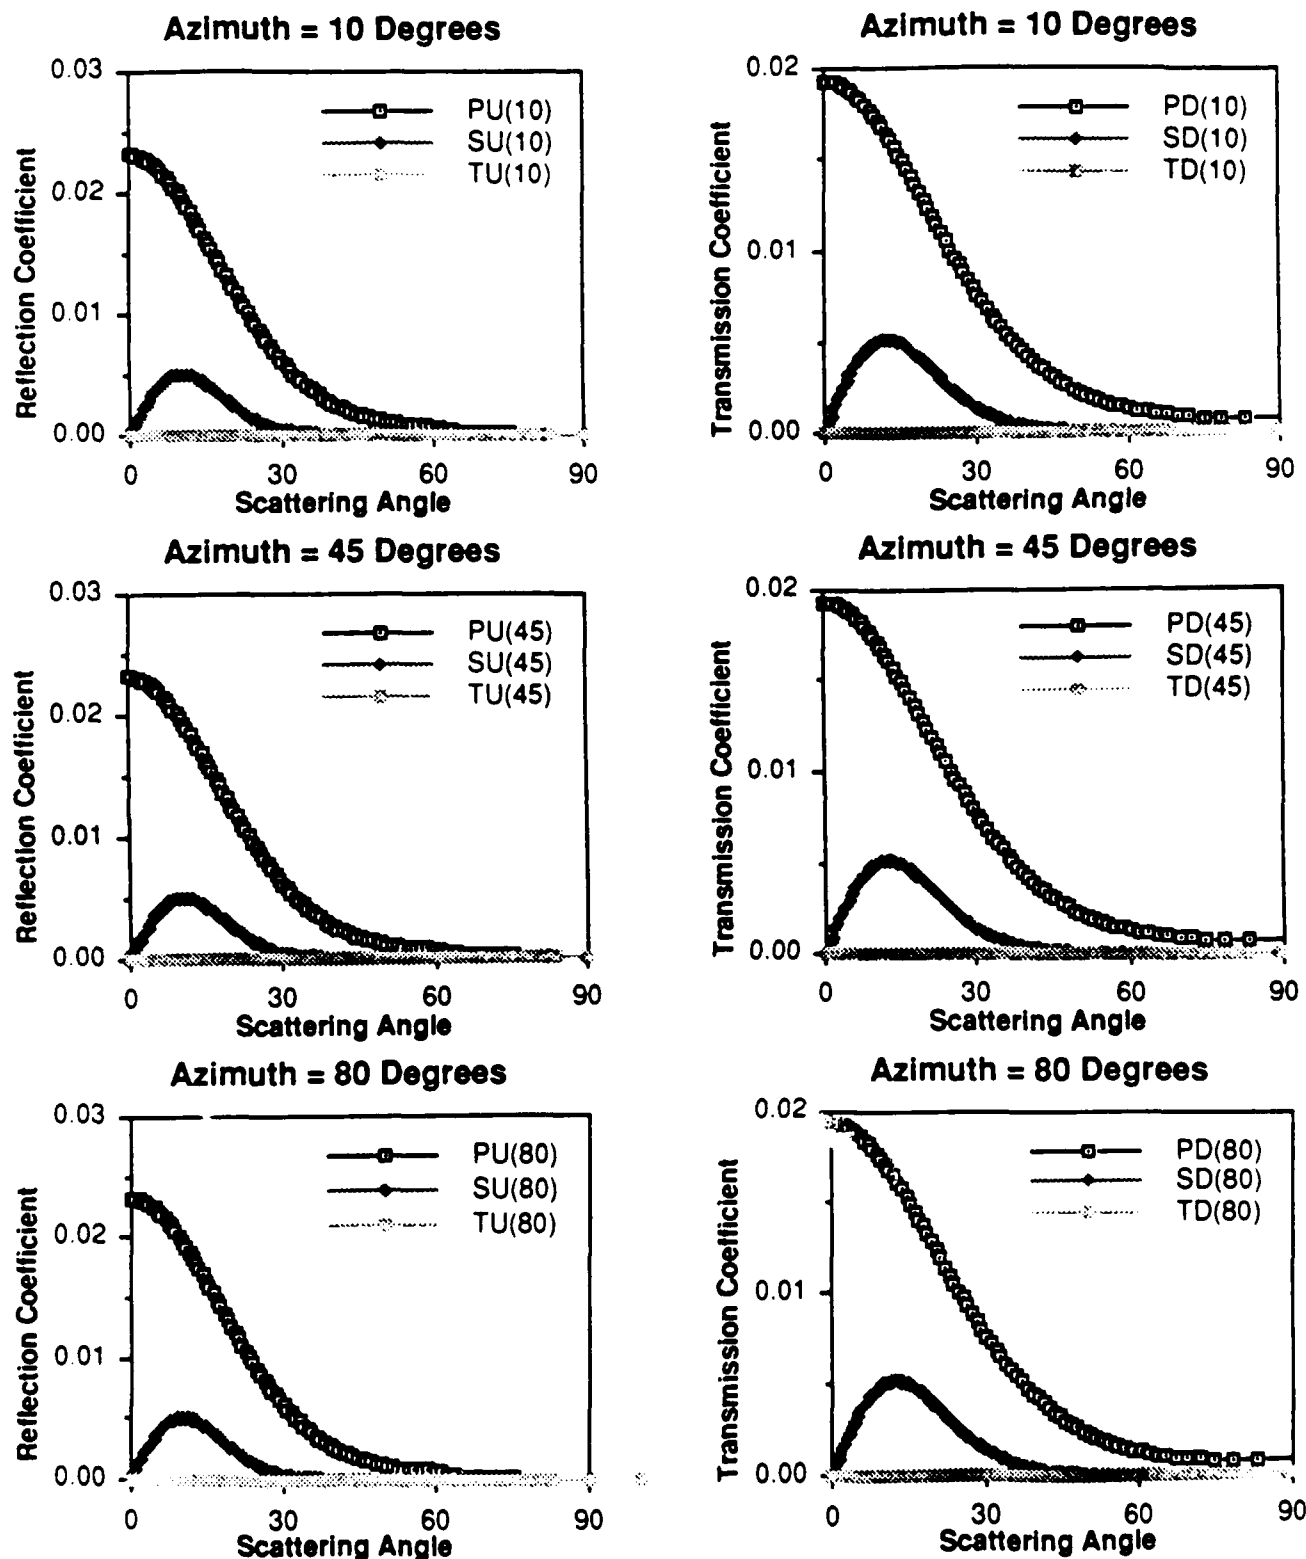 Azimuth = 10 Degrees
0.03
0.02
0.01
0.00
Reflection Coefficient
PU(10)
SU(10)
TU(10)
0 30 60 90
Scattering Angle
Azimuth = 10 Degrees
0.02
0.01
0.00
Transmission Coefficient
PD(10)
SD(10)
TD(10)
0 30 60 90
Scattering Angle
Azimuth = 45 Degrees
0.03
0.02
0.01
0.00
Reflection Coefficient
PU(45)
SU(45)
TU(45)
0 30 60 90
Scattering Angle
Azimuth = 45 Degrees
0.02
0.01
0.00
Transmission Coefficient
PD(45)
SD(45)
TD(45)
0 30 60 90
Scattering Angle
Azimuth = 80 Degrees
0.03
0.02
0.01
0.00
Reflection Coefficient
PU(80)
SU(80)
TU(80)
0 30 60 90
Scattering Angle
Azimuth = 80 Degrees
0.02
0.01
0.00
Transmission Coefficient
PD(80)
SD(80)
TD(80)
0 30 60 90
Scattering Angle